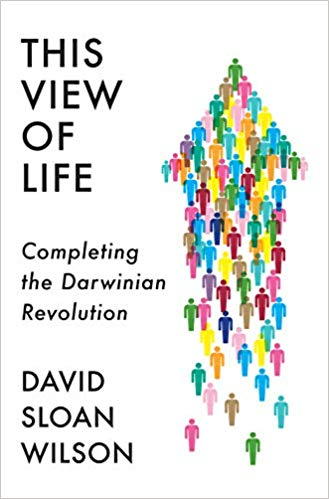 THIS
VIEW
OF
LIFE
Completing
the Darwinian
Revolution
DAVID
SLOAN
WILSON